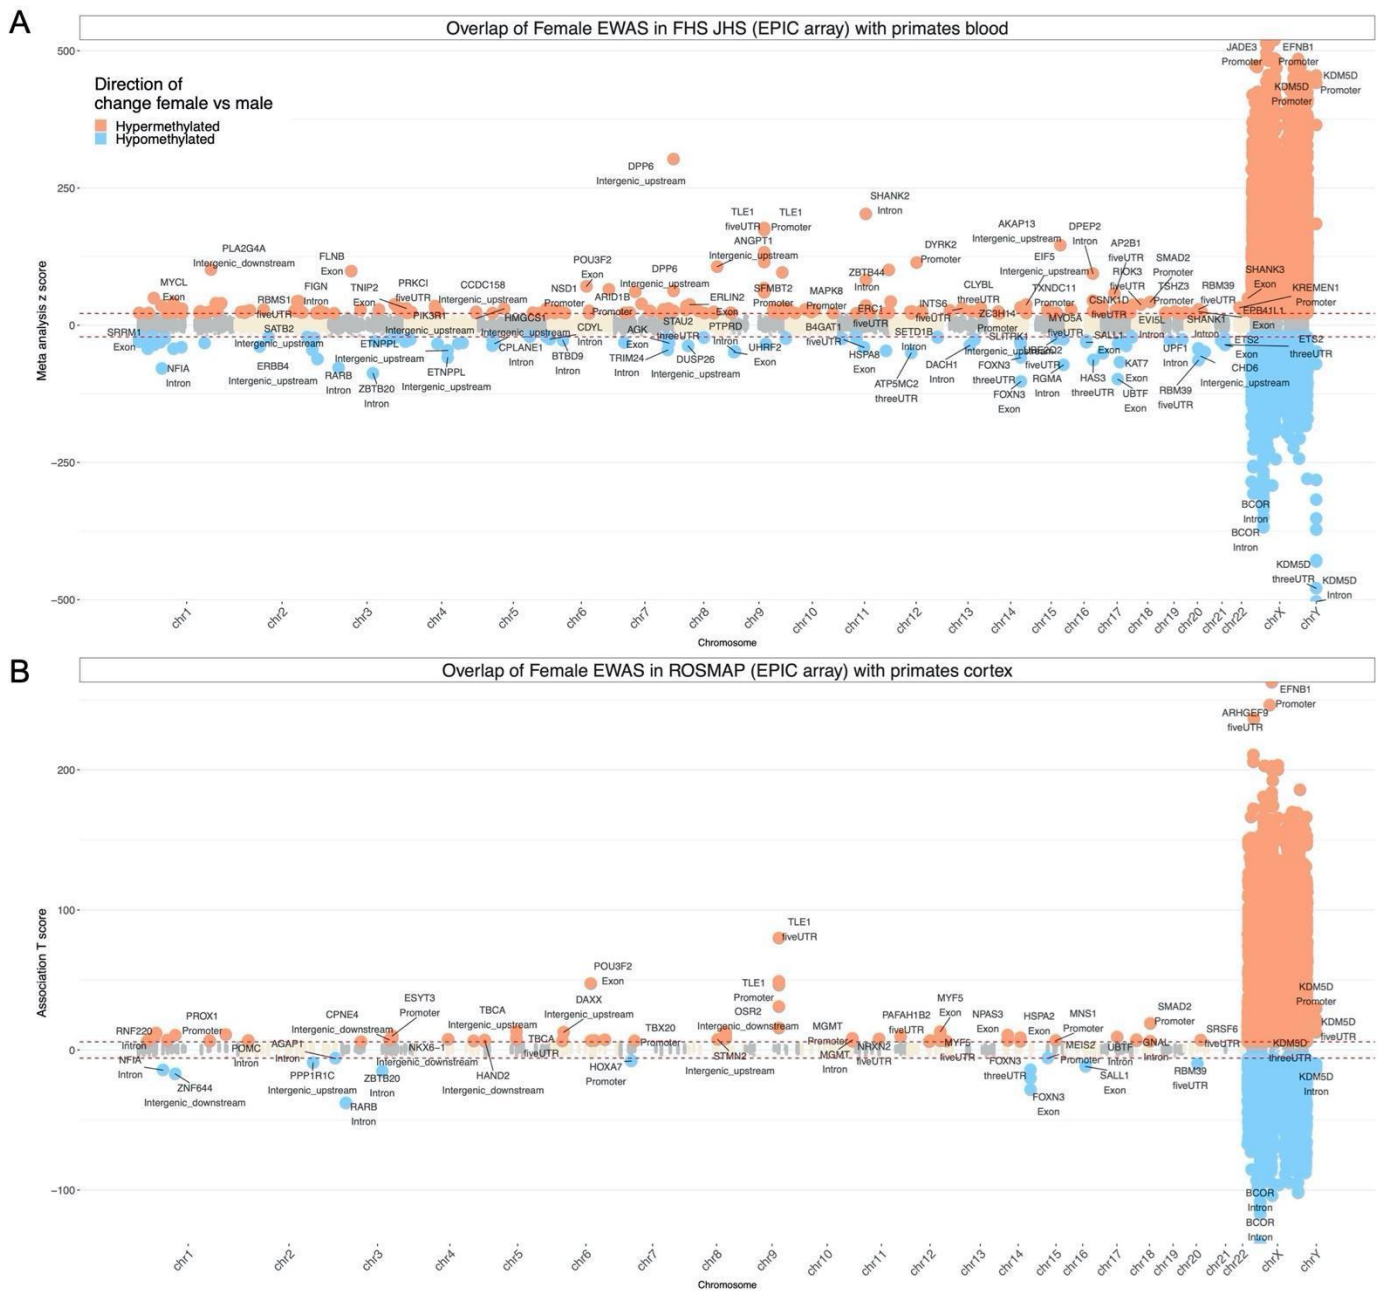 A
Overlap of Female EWAS in FHS JHS (EPIC array) with primates blood
Direction of
change female vs male
Hypermethylated
Hypomethylated
Meta analysis z score
500
250
0
−250
−500
JADE3
Promoter
EFNB1
Promoter
KDM5D
Promoter
KDM5D
Promoter
DPP6
Intergenic_upstream
SHANK2
Intron
TLE1
fiveUTR
TLE1
Promoter
ANGPT1
Intergenic_upstream
AKAP13
Intergenic_upstream
DPEP2
Intron
PLA2G4A
Intergenic_downstream
FLNB
Exon
POU3F2
Exon
DYRK2
Promoter
EIF5
Intergenic_upstream
AP2B1
fiveUTR
SMAD2
Promoter
MYCL
Exon
RBMS1
fiveUTR
FIGN
Intron
TNIP2
Exon
PRKCI
fiveUTR
CCDC158
Intergenic_upstream
NSD1
Promoter
ARID1B
Promoter
DPP6
ERLIN2
Exon
SFMBT2
Promoter
MAPK8
Promoter
ZBTB44
Intron
ERC1
fiveUTR
INTS6
fiveUTR
CLYBL
threeUTR
ZC3H14
Promoter
TXNDC11
Promoter
RIOK3
fiveUTR
CSNK1D
fiveUTR
TSHZ3
Promoter
RBM39
fiveUTR
SHANK3
Exon
KREMEN1
Promoter
EPB41L1
Exon
SHANK1
Intron
EVI5L
Intron
MYO5A
fiveUTR
SRRM1
Exon
NFIA
Intron
SATB2
Intergenic_upstream
ERBB4
Intergenic_upstream
RARB
Intron
ZBTB20
Intron
PIK3R1
Intergenic_upstream
ETNPPL
Intergenic_upstream
ETNPPL
Intergenic_upstream
HMGCS1
Intergenic_upstream
CPLANE1
Intron
BTBD9
Intron
CDYL
Intron
AGK
Exon
TRIM24
Intron
STAU2
threeUTR
DUSP26
Intergenic_upstream
PTPRD
Intron
UHRF2
Exon
B4GAT1
fiveUTR
HSPA8
Exon
ATP5MC2
threeUTR
SETD1B
Intron
DACH1
Intron
SLITRK1
Intergenic_upstream
FOXN3
threeUTR
FOXN3
Exon
UBE2Q2
fiveUTR
RGMA
Intron
SALL1
Exon
HAS3
threeUTR
KAT7
Exon
UBTF
Exon
UPF1
Intron
RBM39
fiveUTR
CHD6
Intergenic_upstream
ETS2
Exon
ETS2
threeUTR
BCOR
Intron
BCOR
Intron
KDM5D
threeUTR
KDM5D
Intron
chr1
chr2
chr3
chr4
chr5
chr6
chr7
chr8
chr9
chr10
chr11
chr12
chr13
chr14
chr15
chr16
chr17
chr18
chr19
chr20
chr21
chr22
chrX
chrY
Chromosome
B
Overlap of Female EWAS in ROSMAP (EPIC array) with primates cortex
Association T score
200
100
0
−100
EFNB1
Promoter
ARHGEF9
fiveUTR
TLE1
fiveUTR
POU3F2
Exon
TLE1
Promoter
OSR2
Intergenic_downstream
RNF220
Intron
PROX1
Promoter
CPNE4
Intergenic_downstream
ESYT3
Promoter
TBCA
Intergenic_upstream
TBCA
fiveUTR
DAXX
Intergenic_upstream
TBX20
Promoter
STMN2
Intergenic_upstream
MGMT
Promoter
MGMT
Intron
PAFAH1B2
fiveUTR
NRXN2
fiveUTR
MYF5
Exon
MYF5
fiveUTR
NPAS3
Exon
HSPA2
Exon
MNS1
Promoter
SMAD2
Promoter
GNAL
Intron
UBTF
Intron
SRSF6
fiveUTR
KDM5D
Promoter
KDM5D
fiveUTR
KDM5D
threeUTR
KDM5D
Intron
NFIA
Intron
ZNF644
Intergenic_downstream
POMC
Intron
AGAP1
Intron
PPP1R1C
Intergenic_upstream
RARB
Intron
ZBTB20
Intron
NKX6−1
Intergenic_downstream
HAND2
Intergenic_downstream
HOXA7
Promoter
FOXN3
threeUTR
FOXN3
Exon
MEIS2
Promoter
SALL1
Exon
RBM39
fiveUTR
BCOR
Intron
BCOR
Intron
chr1
chr2
chr3
chr4
chr5
chr6
chr7
chr8
chr9
chr10
chr11
chr12
chr13
chr14
chr15
chr16
chr17
chr18
chr19
chr20
chr21
chr22
chrX
chrY
Chromosome